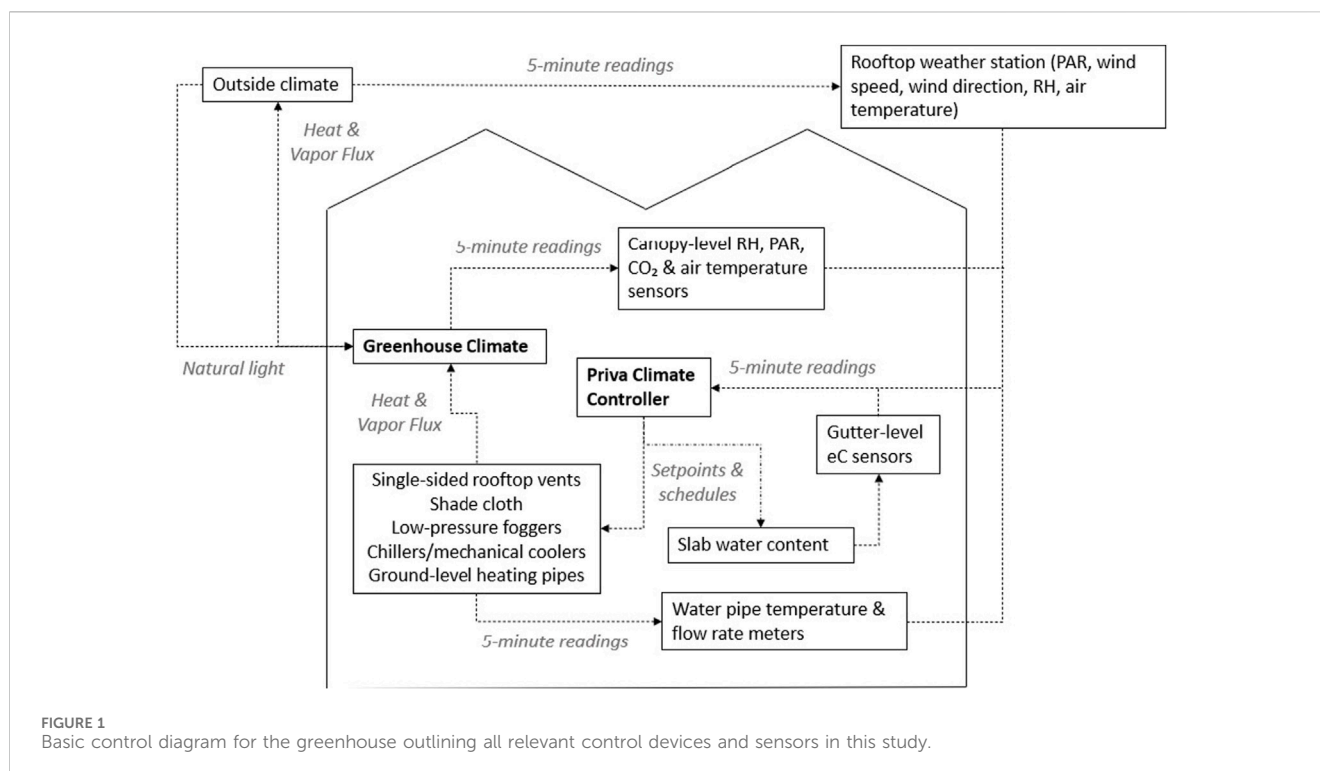 5-minute readings
Outside climate
Rooftop weather station (PAR, wind
speed, wind direction, RH, air
temperature)
Heat &
Vapor Flux
5-minute readings
Canopy-level RH, PAR,
CO₂ & air temperature
sensors
Greenhouse Climate
Natural light
Priva Climate
Controller
5-minute readings
Heat &
Vapor Flux
Gutter-level
eC sensors
Setpoints &
schedules
Single-sided rooftop vents
Shade cloth
Low-pressure foggers
Chillers/mechanical coolers
Ground-level heating pipes
Slab water content
Water pipe temperature &
flow rate meters
5-minute readings
FIGURE 1
Basic control diagram for the greenhouse outlining all relevant control devices and sensors in this study.